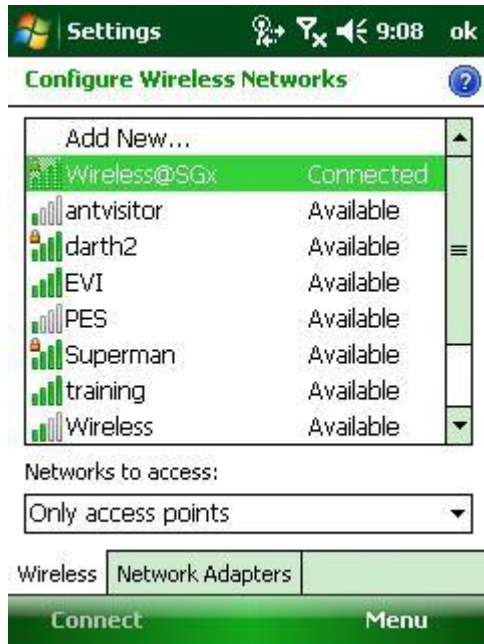 Settings 9:08 ok
Configure Wireless Networks ?
Add New...
Wireless@SGx Connected
antvisitor Available
darth2 Available
EVI Available
PES Available
Superman Available
training Available
Wireless Available
Networks to access:
Only access points
Wireless Network Adapters
Connect Menu